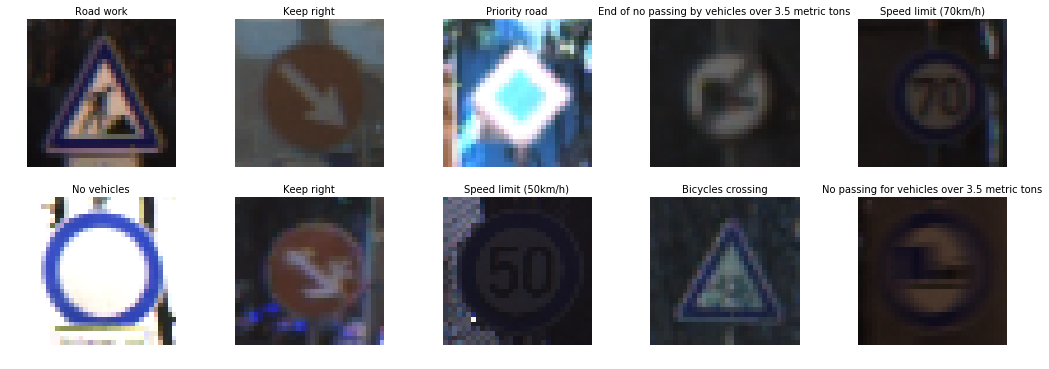 Road work
Keep right
Priority road
End of no passing by vehicles over 3.5 metric tons
Speed limit (70km/h)
70
No vehicles
Keep right
Speed limit (50km/h)
Bicycles crossing
No passing for vehicles over 3.5 metric tons
50